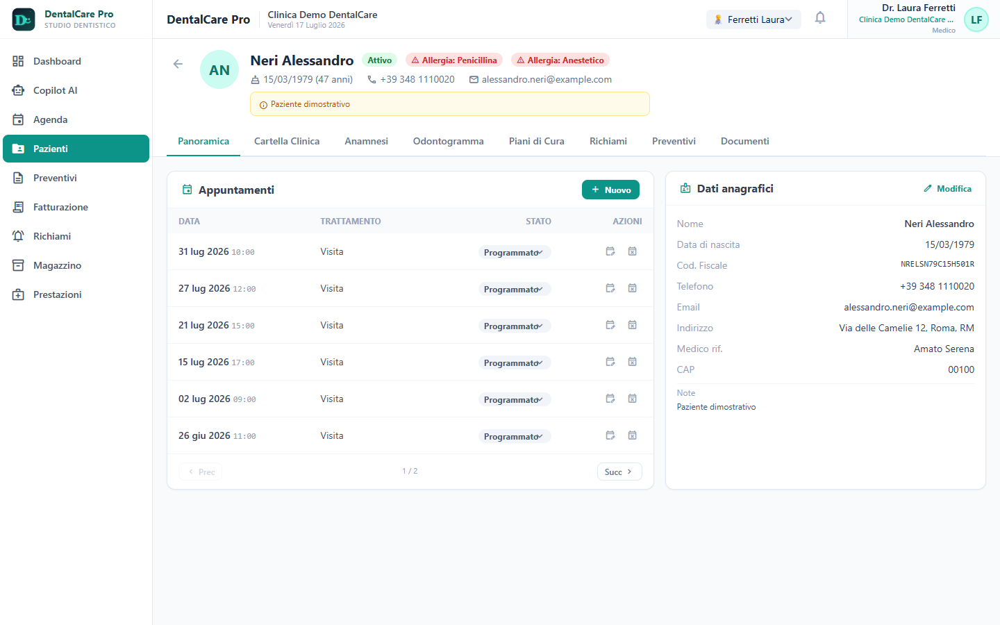 DentalCare Pro
STUDIO DENTISTICO
Dashboard
Copilot AI
Agenda
Pazienti
Preventivi
Fatturazione
Richiami
Magazzino
Prestazioni
DentalCare Pro
Clinica Demo DentalCare
Venerdì 17 Luglio 2026
Ferretti Laura
Dr. Laura Ferretti
Clinica Demo DentalCare ...
Medico
LF
AN
Neri Alessandro
Attivo
Allergia: Penicillina
Allergia: Anestetico
15/03/1979 (47 anni)
+39 348 1110020
alessandro.neri@example.com
Paziente dimostrativo
Panoramica
Cartella Clinica
Anamnesi
Odontogramma
Piani di Cura
Richiami
Preventivi
Documenti
Appuntamenti
+ Nuovo
DATA TRATTAMENTO STATO AZIONI
31 lug 2026 10:00 Visita Programmato
27 lug 2026 12:00 Visita Programmato
21 lug 2026 15:00 Visita Programmato
15 lug 2026 17:00 Visita Programmato
02 lug 2026 09:00 Visita Programmato
26 giu 2026 11:00 Visita Programmato
Prec
1 / 2
Succ
Dati anagrafici
Modifica
Nome Neri Alessandro
Data di nascita 15/03/1979
Cod. Fiscale NRELSN79C15H501R
Telefono +39 348 1110020
Email alessandro.neri@example.com
Indirizzo Via delle Camelie 12, Roma, RM
Medico rif. Amato Serena
CAP 00100
Note
Paziente dimostrativo